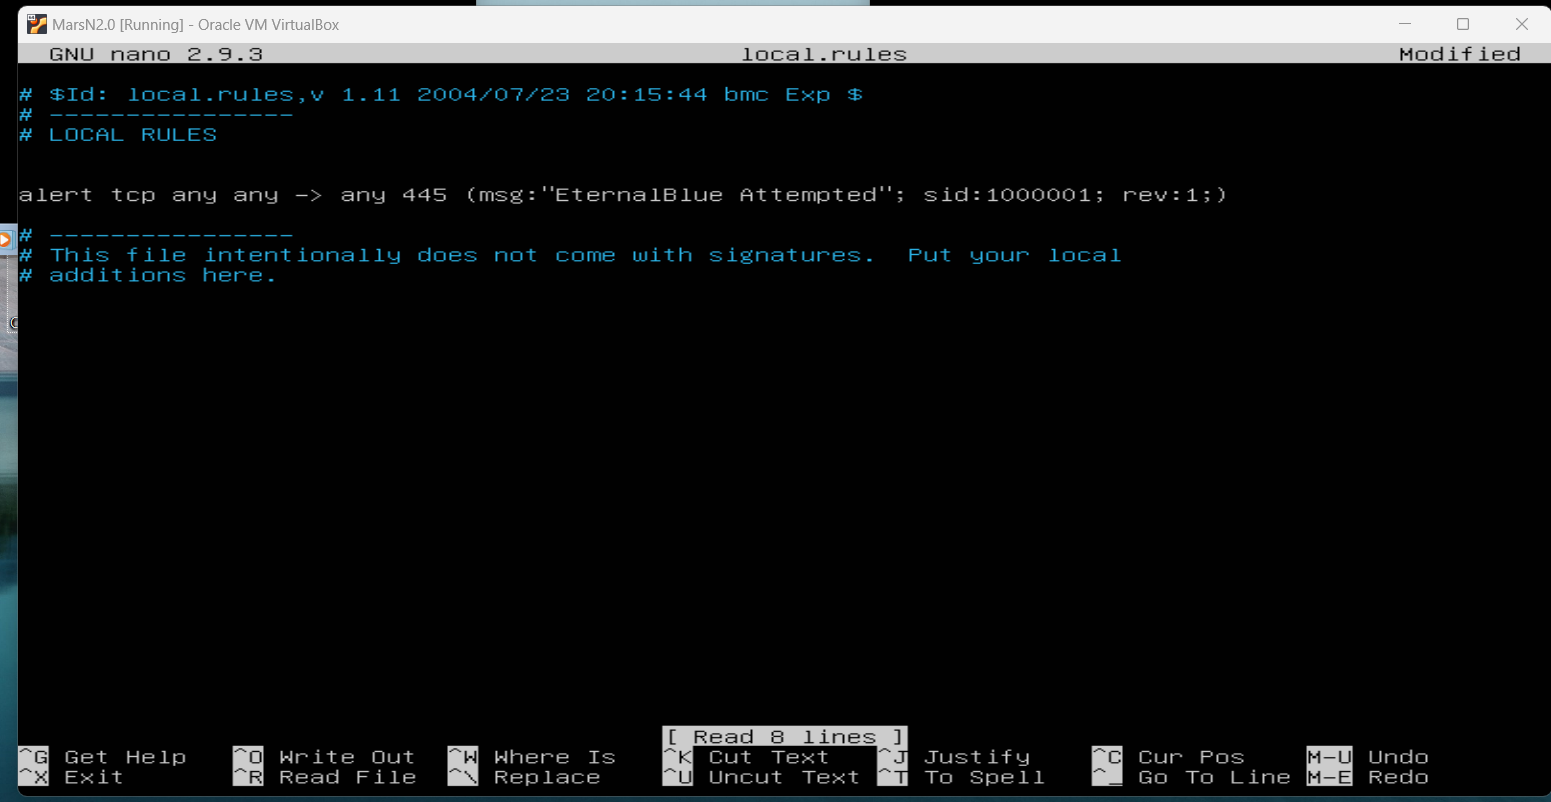 MarsN2.0 [Running] - Oracle VM VirtualBox
GNU nano 2.9.3 local.rules Modified
# $Id: local.rules,v 1.11 2004/07/23 20:15:44 bmc Exp $
# ----------------
# LOCAL RULES
alert tcp any any -> any 445 (msg:"EternalBlue Attempted"; sid:1000001; rev:1;)
# ----------------
# This file intentionally does not come with signatures.  Put your local
# additions here.
[ Read 8 lines ]
^G Get Help ^O Write Out ^W Where Is ^K Cut Text ^J Justify ^C Cur Pos M-U Undo
^X Exit ^R Read File ^\ Replace ^U Uncut Text ^T To Spell ^_ Go To Line M-E Redo